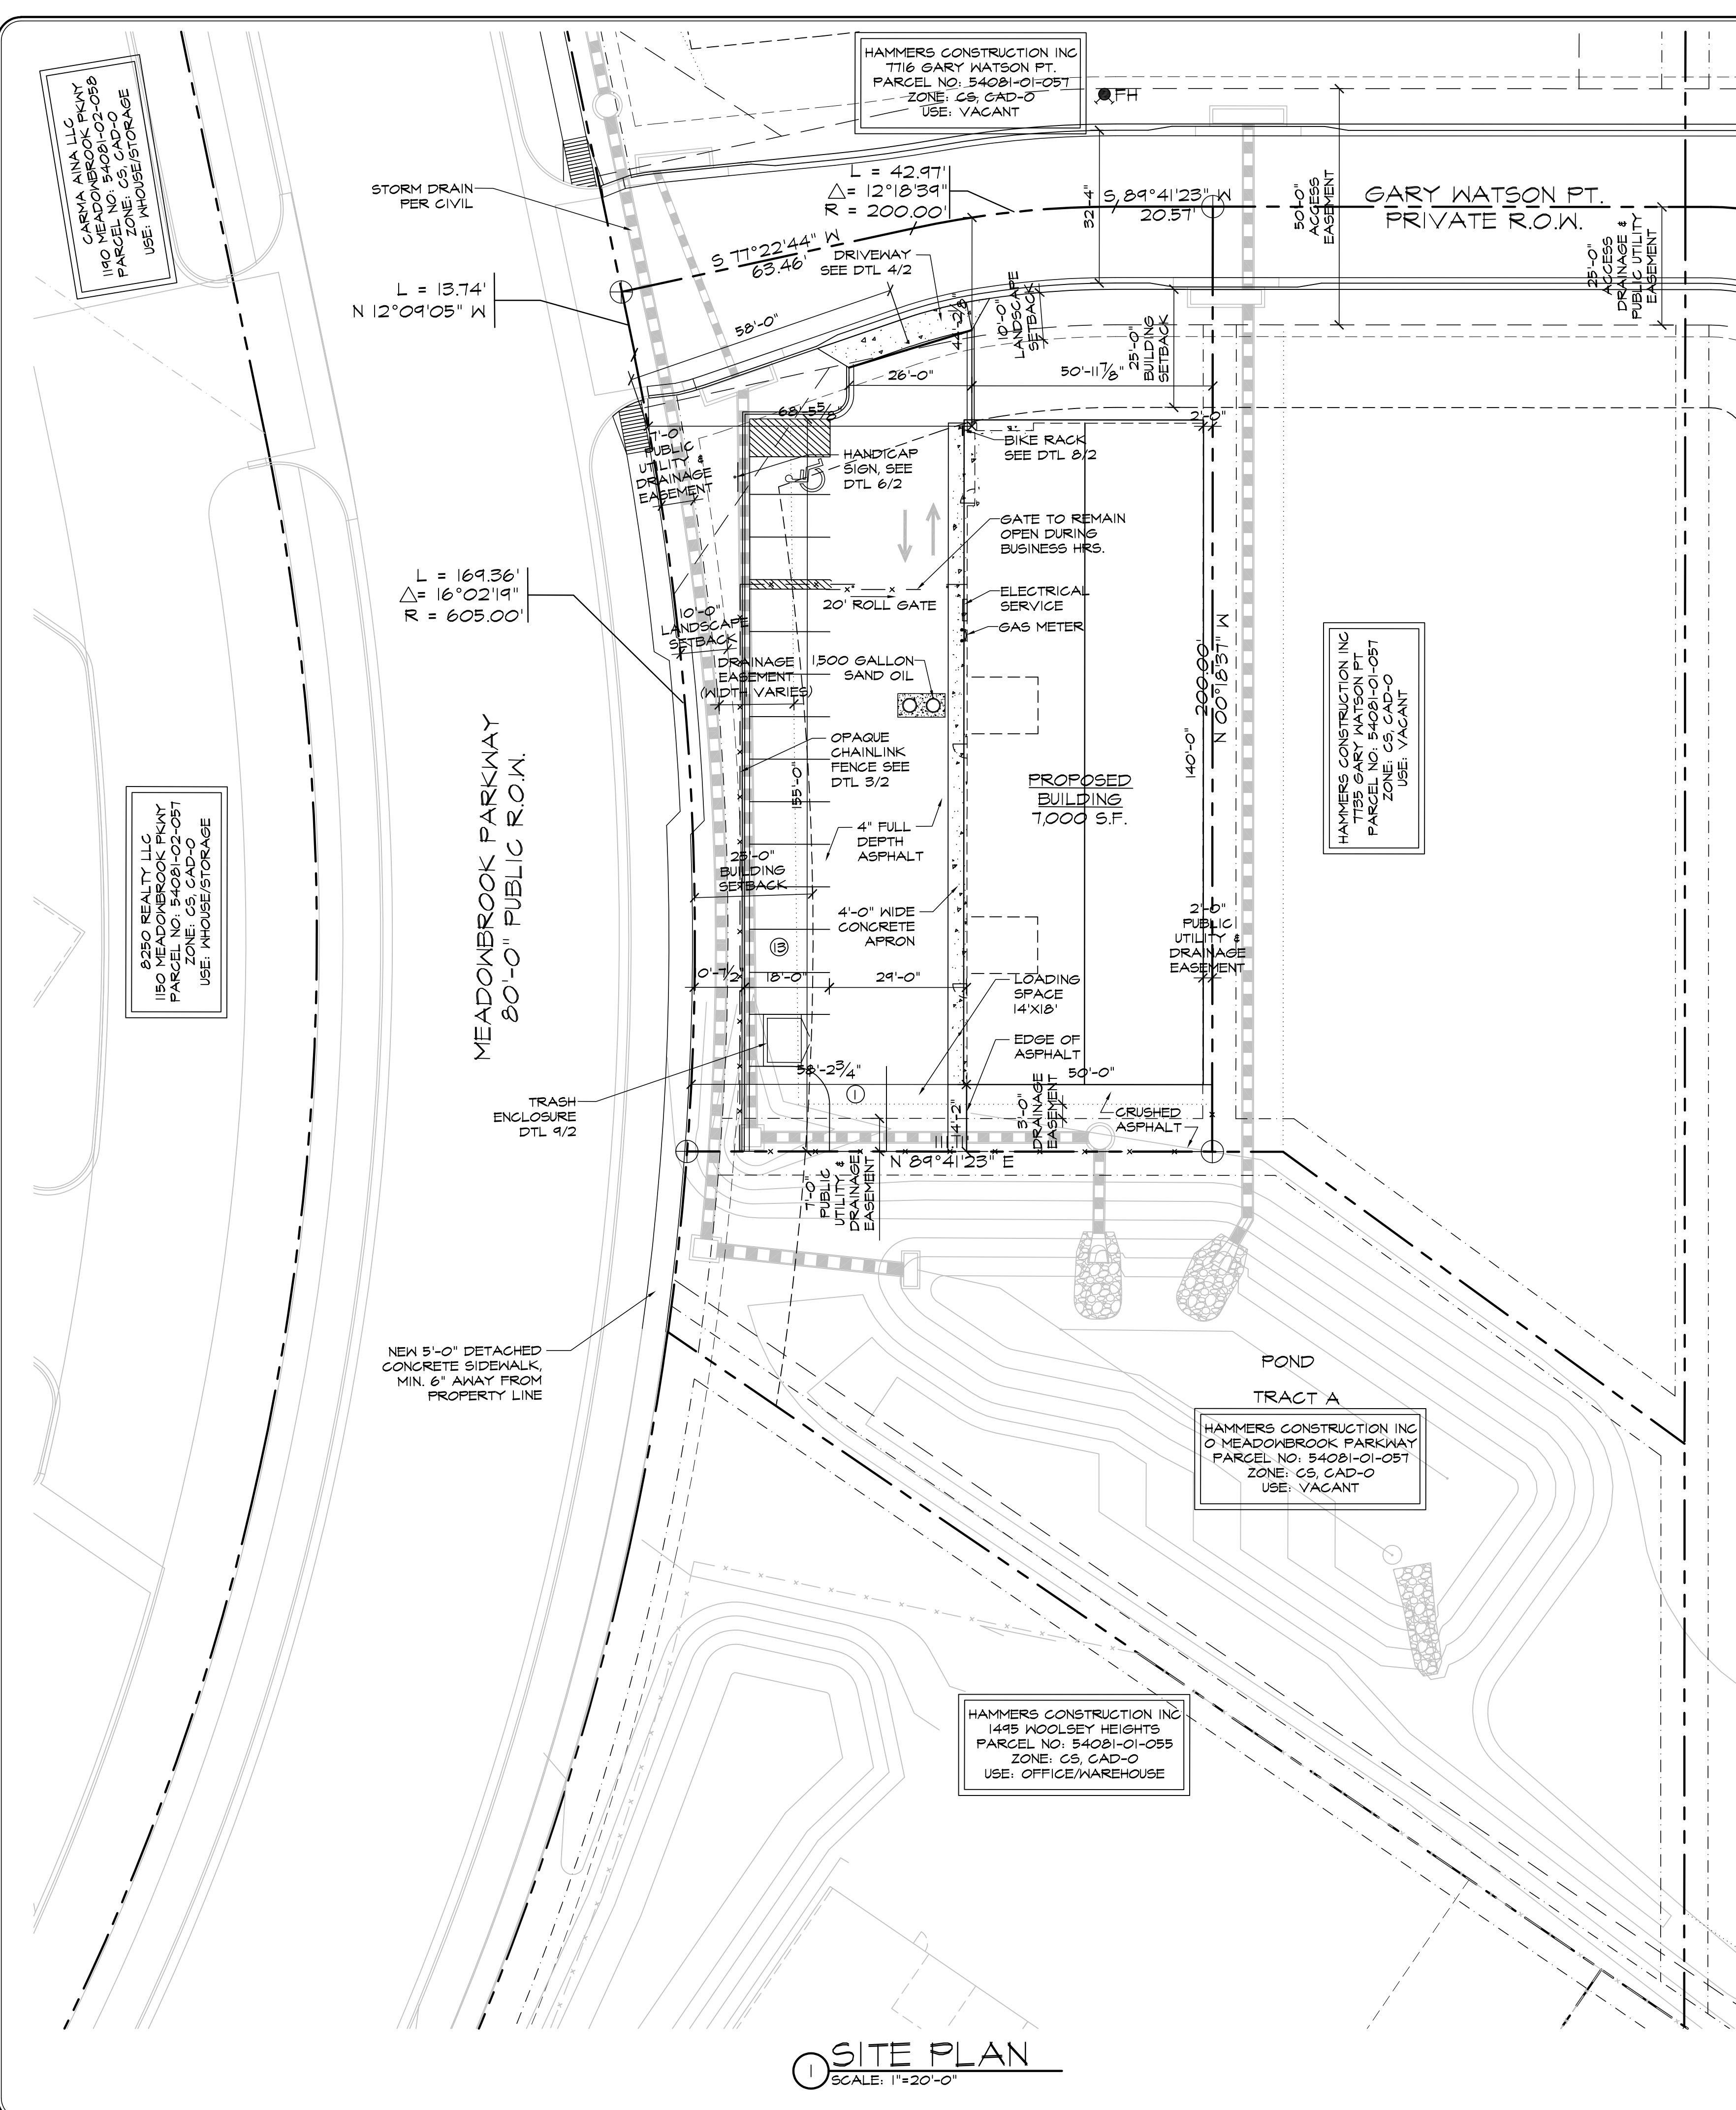 HAMMERS CONSTRUCTION INC
7716 GARY WATSON PT.
PARCEL NO: 54081-01-057
ZONE: CS, CAD-O
USE: VACANT
FH
CARMA AINA LLC
1190 MEADOWBROOK PKWY
PARCEL NO: 54081-02-058
ZONE: CS, CAD-O
USE: WHOUSE/STORAGE
STORM DRAIN
PER CIVIL
L = 42.97'
△= 12°18'39"
R = 200.00'
S 89°41'23" W
20.57'
32'-4"
50'-0"
ACCESS
EASEMENT
GARY WATSON PT.
PRIVATE R.O.W.
25'-0"
ACCESS
DRAINAGE &
PUBLIC UTILITY
EASEMENT
S 77°22'44" W
63.46'
DRIVEWAY
SEE DTL 4/2
L = 13.74'
N 12°09'05" W
58'-0"
44'-2 1/8"
10'-0"
LANDSCAPE
SETBACK
25'-0"
BUILDING
SETBACK
26'-0"
50'-11 7/8"
68'-5 5/8"
2'-0"
7'-0"
PUBLIC
UTILITY &
DRAINAGE
EASEMENT
HANDICAP
SIGN, SEE
DTL 6/2
BIKE RACK
SEE DTL 8/2
GATE TO REMAIN
OPEN DURING
BUSINESS HRS.
L = 169.36'
△= 16°02'19"
R = 605.00'
20' ROLL GATE
ELECTRICAL
SERVICE
GAS METER
10'-0"
LANDSCAPE
SETBACK
DRAINAGE
EASEMENT
(WIDTH VARIES)
1,500 GALLON
SAND OIL
200.00'
N 00°18'37" W
140'-0"
HAMMERS CONSTRUCTION INC
7735 GARY WATSON PT
PARCEL NO: 54081-01-057
ZONE: CS, CAD-O
USE: VACANT
OPAQUE
CHAINLINK
FENCE SEE
DTL 3/2
155'-0"
PROPOSED
BUILDING
7,000 S.F.
MEADOWBROOK PARKWAY
80'-0" PUBLIC R.O.W.
8250 REALTY LLC
1150 MEADOWBROOK PKWY
PARCEL NO: 54081-02-057
ZONE: CS, CAD-O
USE: WHOUSE/STORAGE
4" FULL
DEPTH
ASPHALT
25'-0"
BUILDING
SETBACK
4'-0" WIDE
CONCRETE
APRON
13
2'-0"
PUBLIC
UTILITY &
DRAINAGE
EASEMENT
18'-0"
29'-0"
LOADING
SPACE
14'X18'
EDGE OF
ASPHALT
58'-2 3/4"
50'-0"
1
TRASH
ENCLOSURE
DTL 9/2
14'-2"
3'-0"
DRAINAGE
EASEMENT
CRUSHED
ASPHALT
N 89°41'23" E
7'-0"
PUBLIC
UTILITY &
DRAINAGE
EASEMENT
NEW 5'-0" DETACHED
CONCRETE SIDEWALK,
MIN. 6" AWAY FROM
PROPERTY LINE
POND
TRACT A
HAMMERS CONSTRUCTION INC
0 MEADOWBROOK PARKWAY
PARCEL NO: 54081-01-057
ZONE: CS, CAD-O
USE: VACANT
HAMMERS CONSTRUCTION INC
1495 WOOLSEY HEIGHTS
PARCEL NO: 54081-01-055
ZONE: CS, CAD-O
USE: OFFICE/WAREHOUSE
1
SITE PLAN
SCALE: 1"=20'-0"